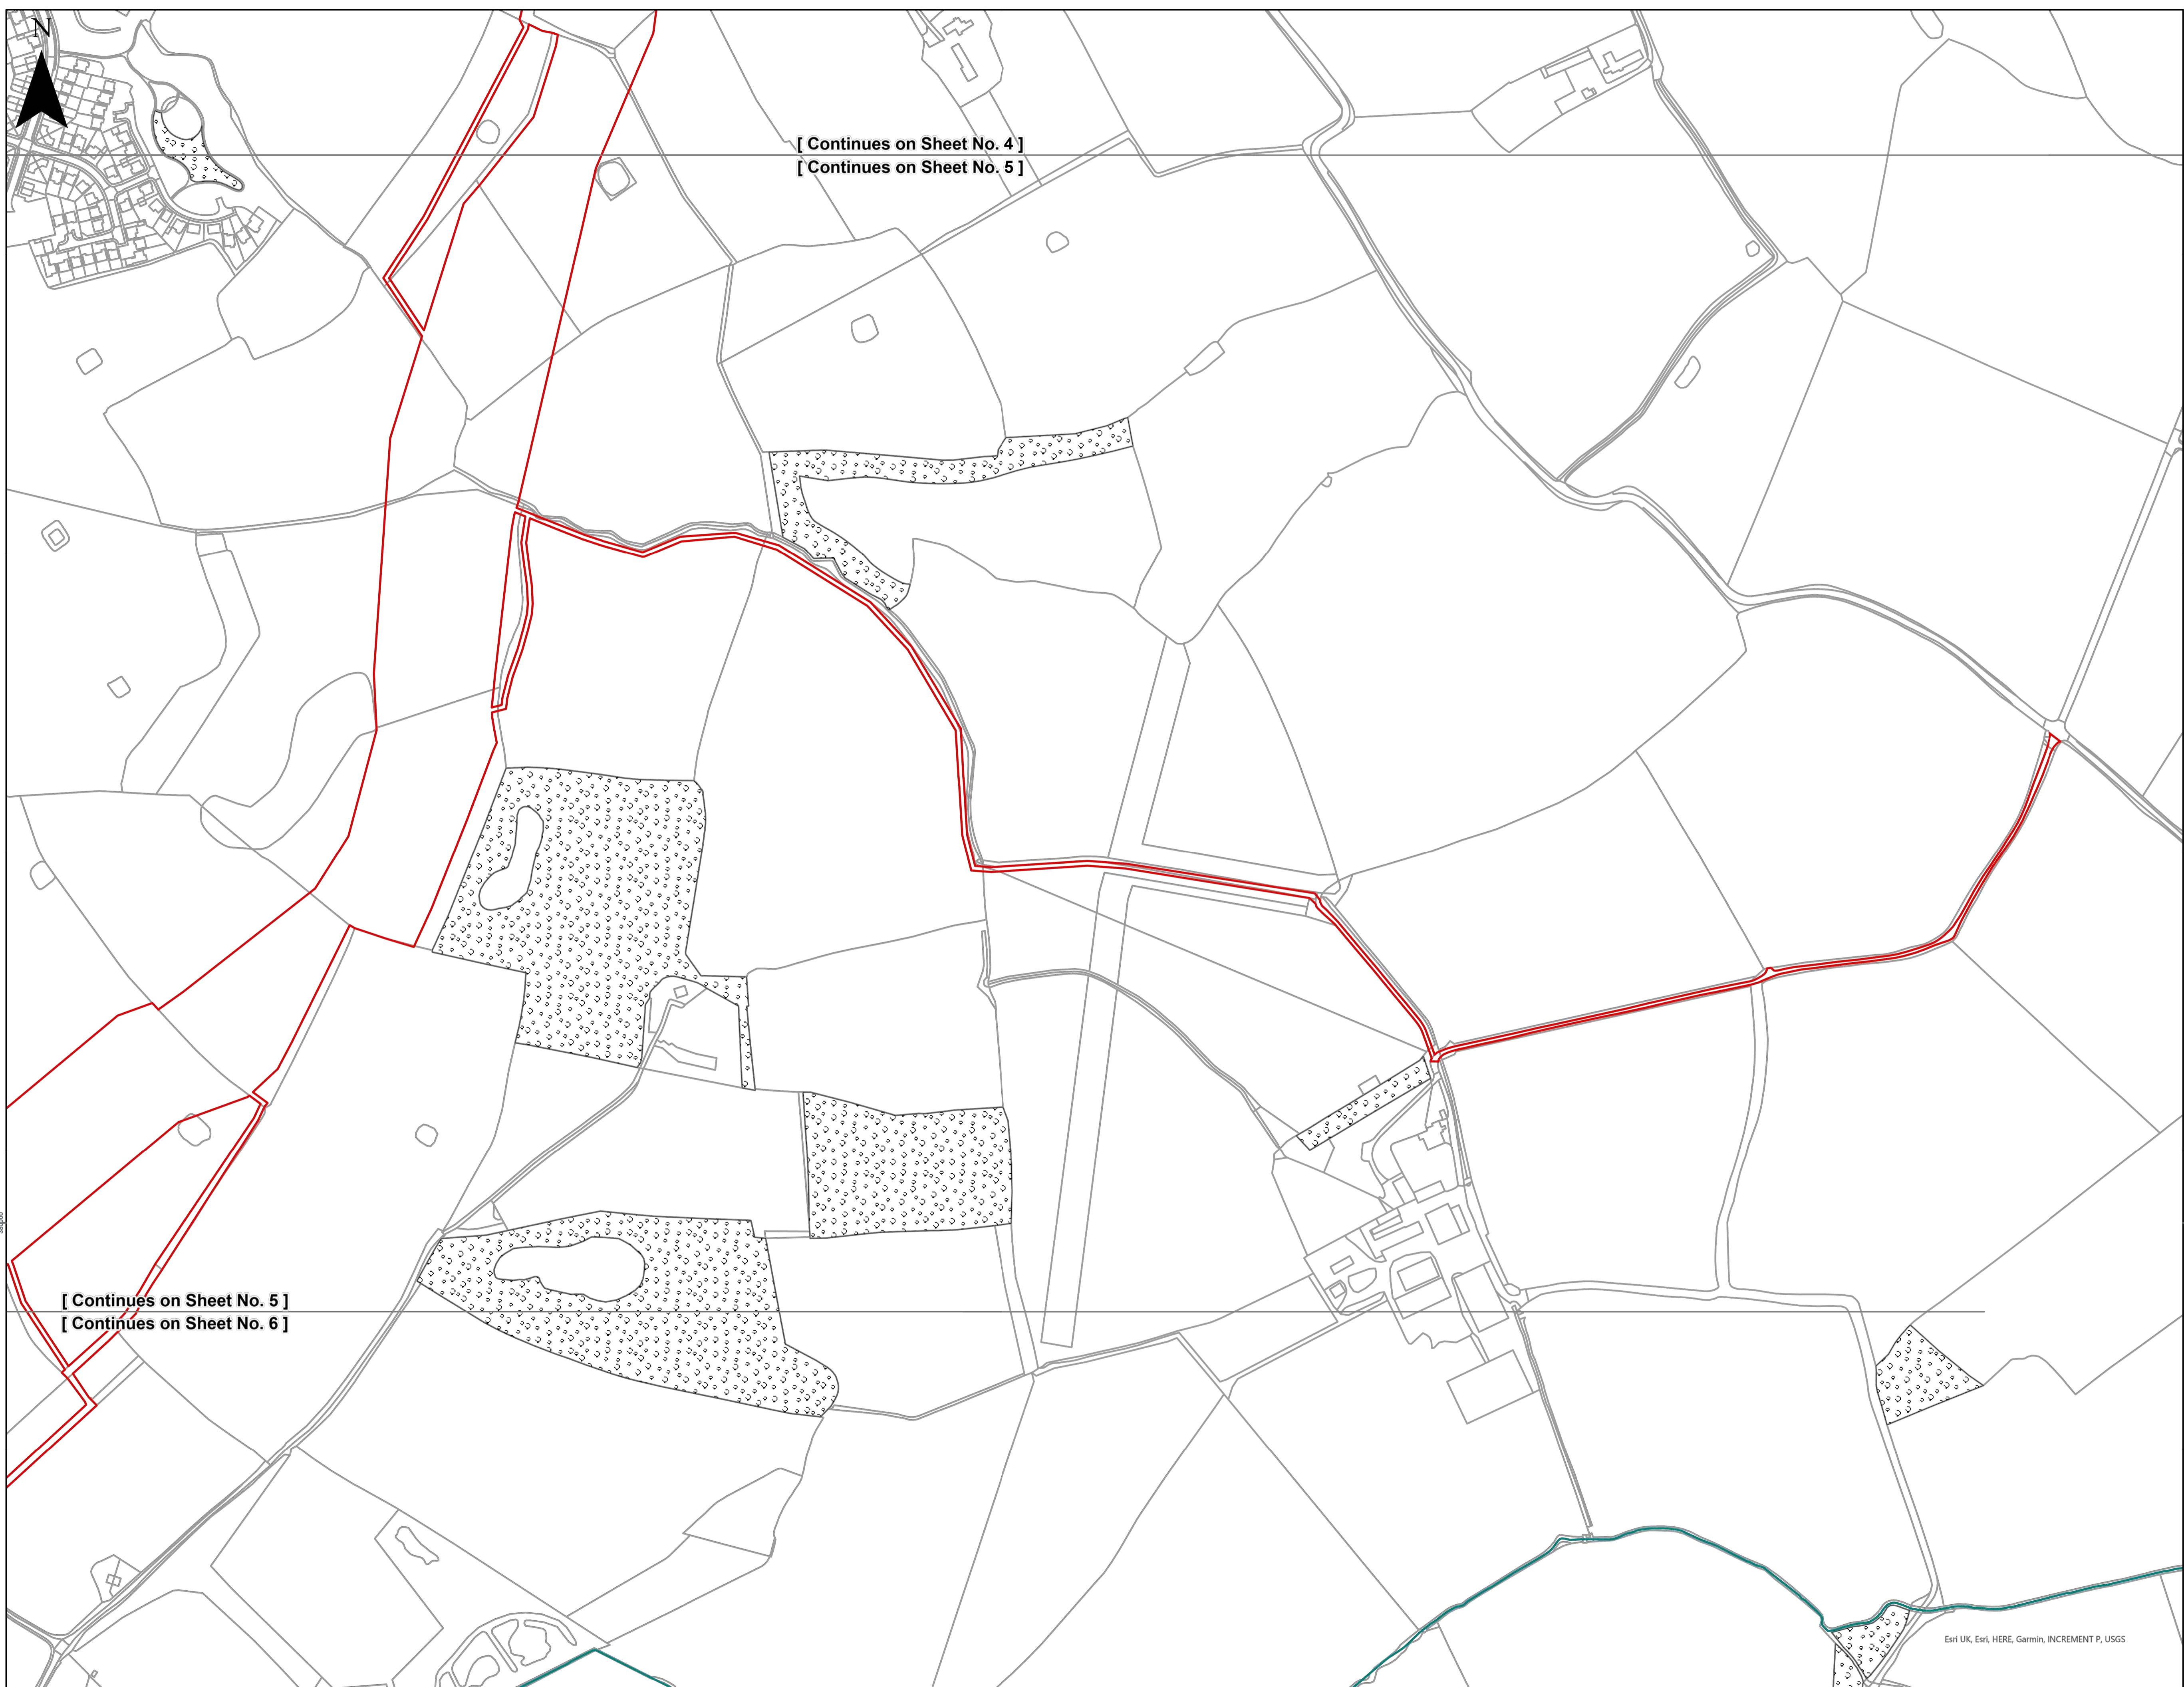 N
[ Continues on Sheet No. 4 ]
[ Continues on Sheet No. 5 ]
[ Continues on Sheet No. 5 ]
[ Continues on Sheet No. 6 ]
Esri UK, Esri, HERE, Garmin, INCREMENT P, USGS